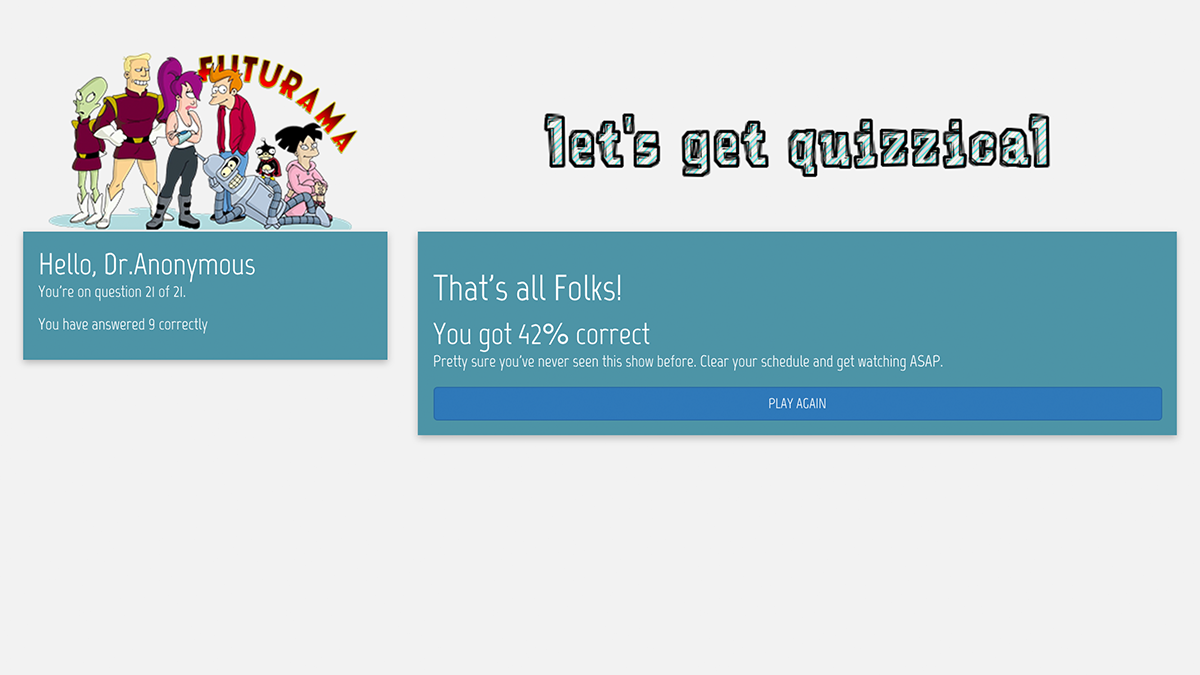 FUTURAMA
let's get quizzical
Hello, Dr.Anonymous
You're on question 21 of 21.
You have answered 9 correctly
That's all Folks!
You got 42% correct
Pretty sure you've never seen this show before. Clear your schedule and get watching ASAP.
PLAY AGAIN